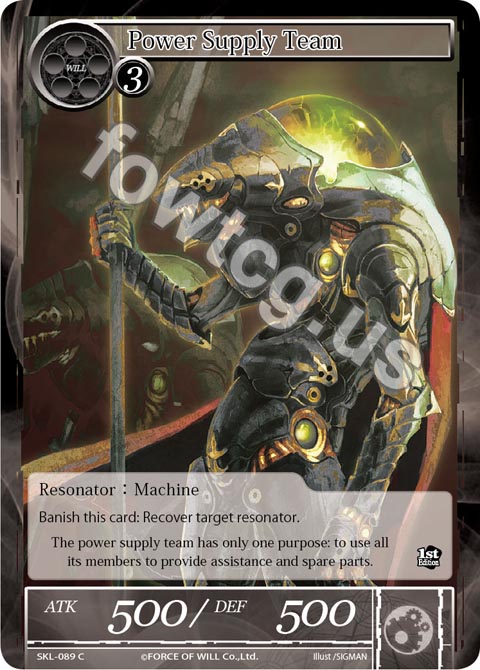 Power Supply Team
WILL
3
fowtcg.us
Resonator : Machine
Banish this card: Recover target resonator.
The power supply team has only one purpose: to use all
its members to provide assistance and spare parts.
1st
Edition
ATK 500 / DEF 500
SKL-089 C ©FORCE OF WILL Co.,Ltd. Illust /SIGMAN